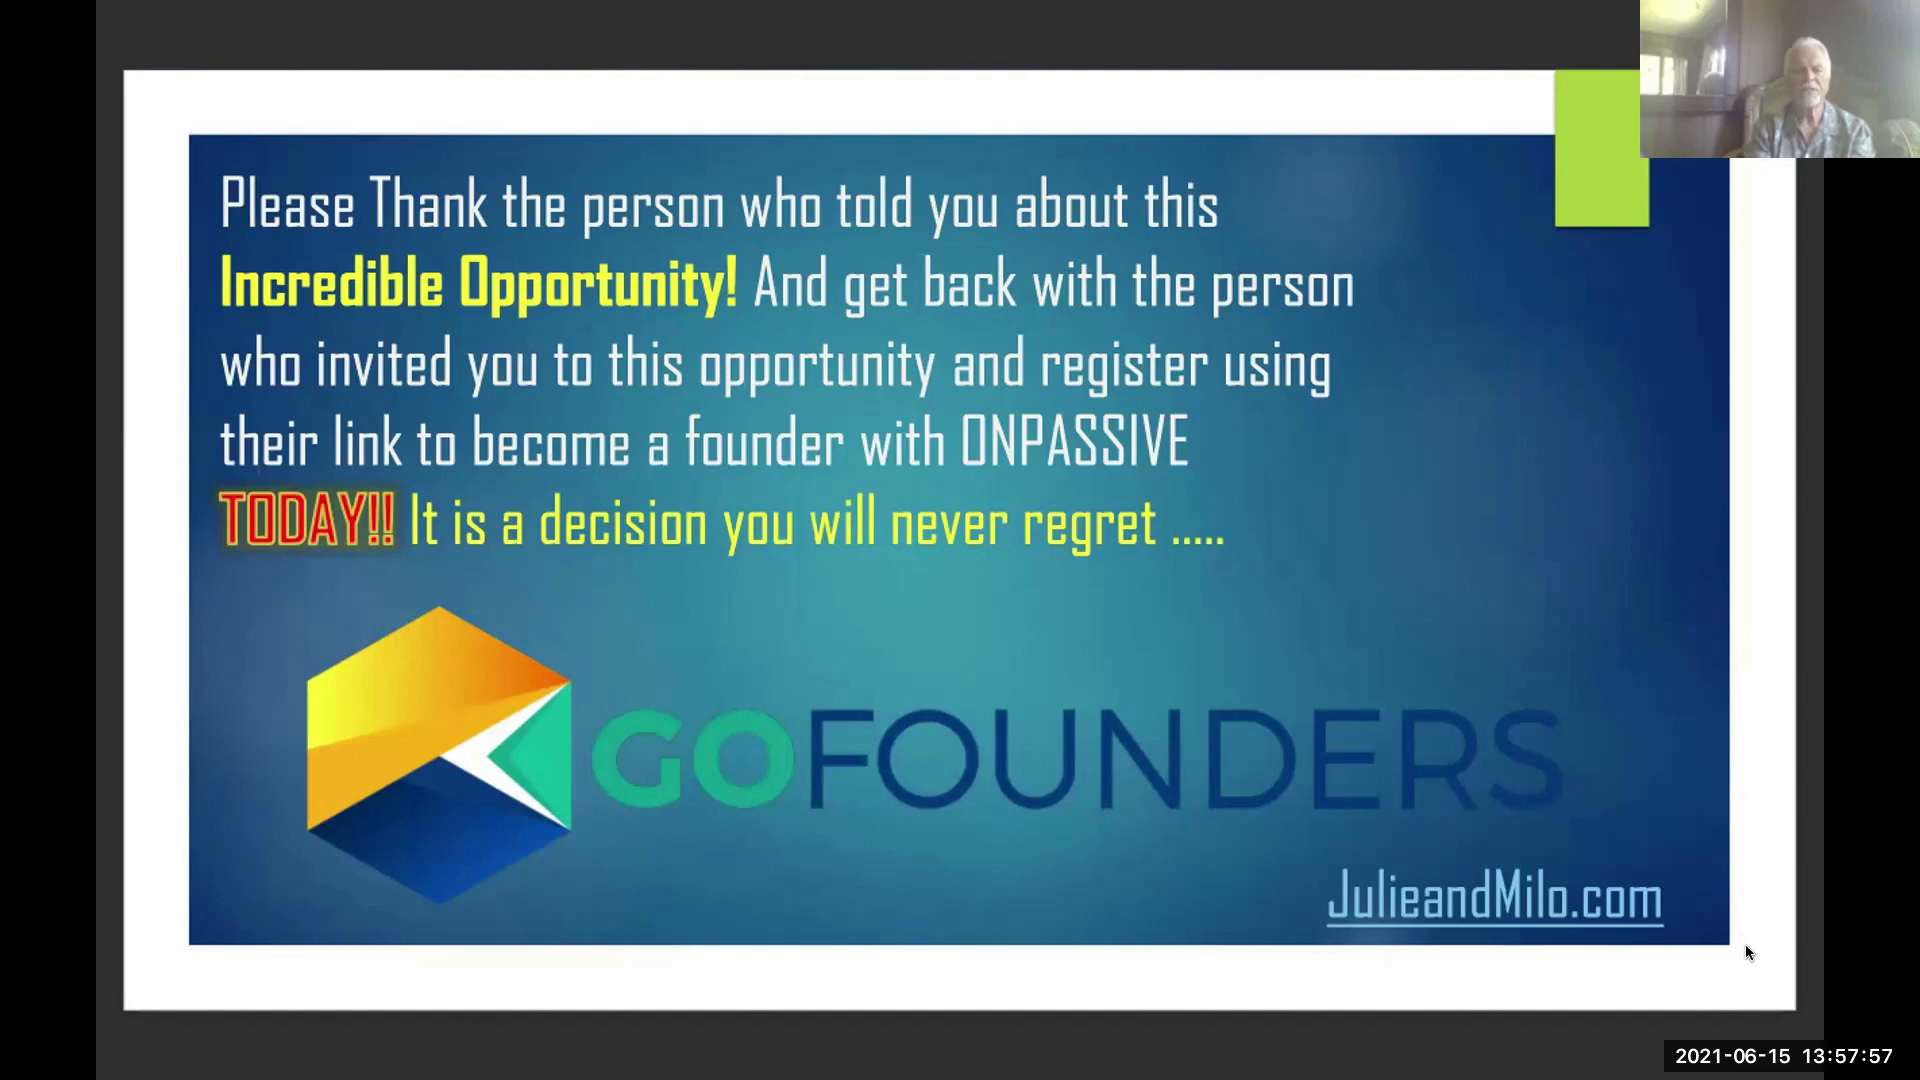 Please Thank the person who told you about this
Incredible Opportunity! And get back with the person
who invited you to this opportunity and register using
their link to become a founder with ONPASSIVE
TODAY!! It is a decision you will never regret .....
GOFOUNDERS
JulieandMilo.com
2021-06-15 13:57:57